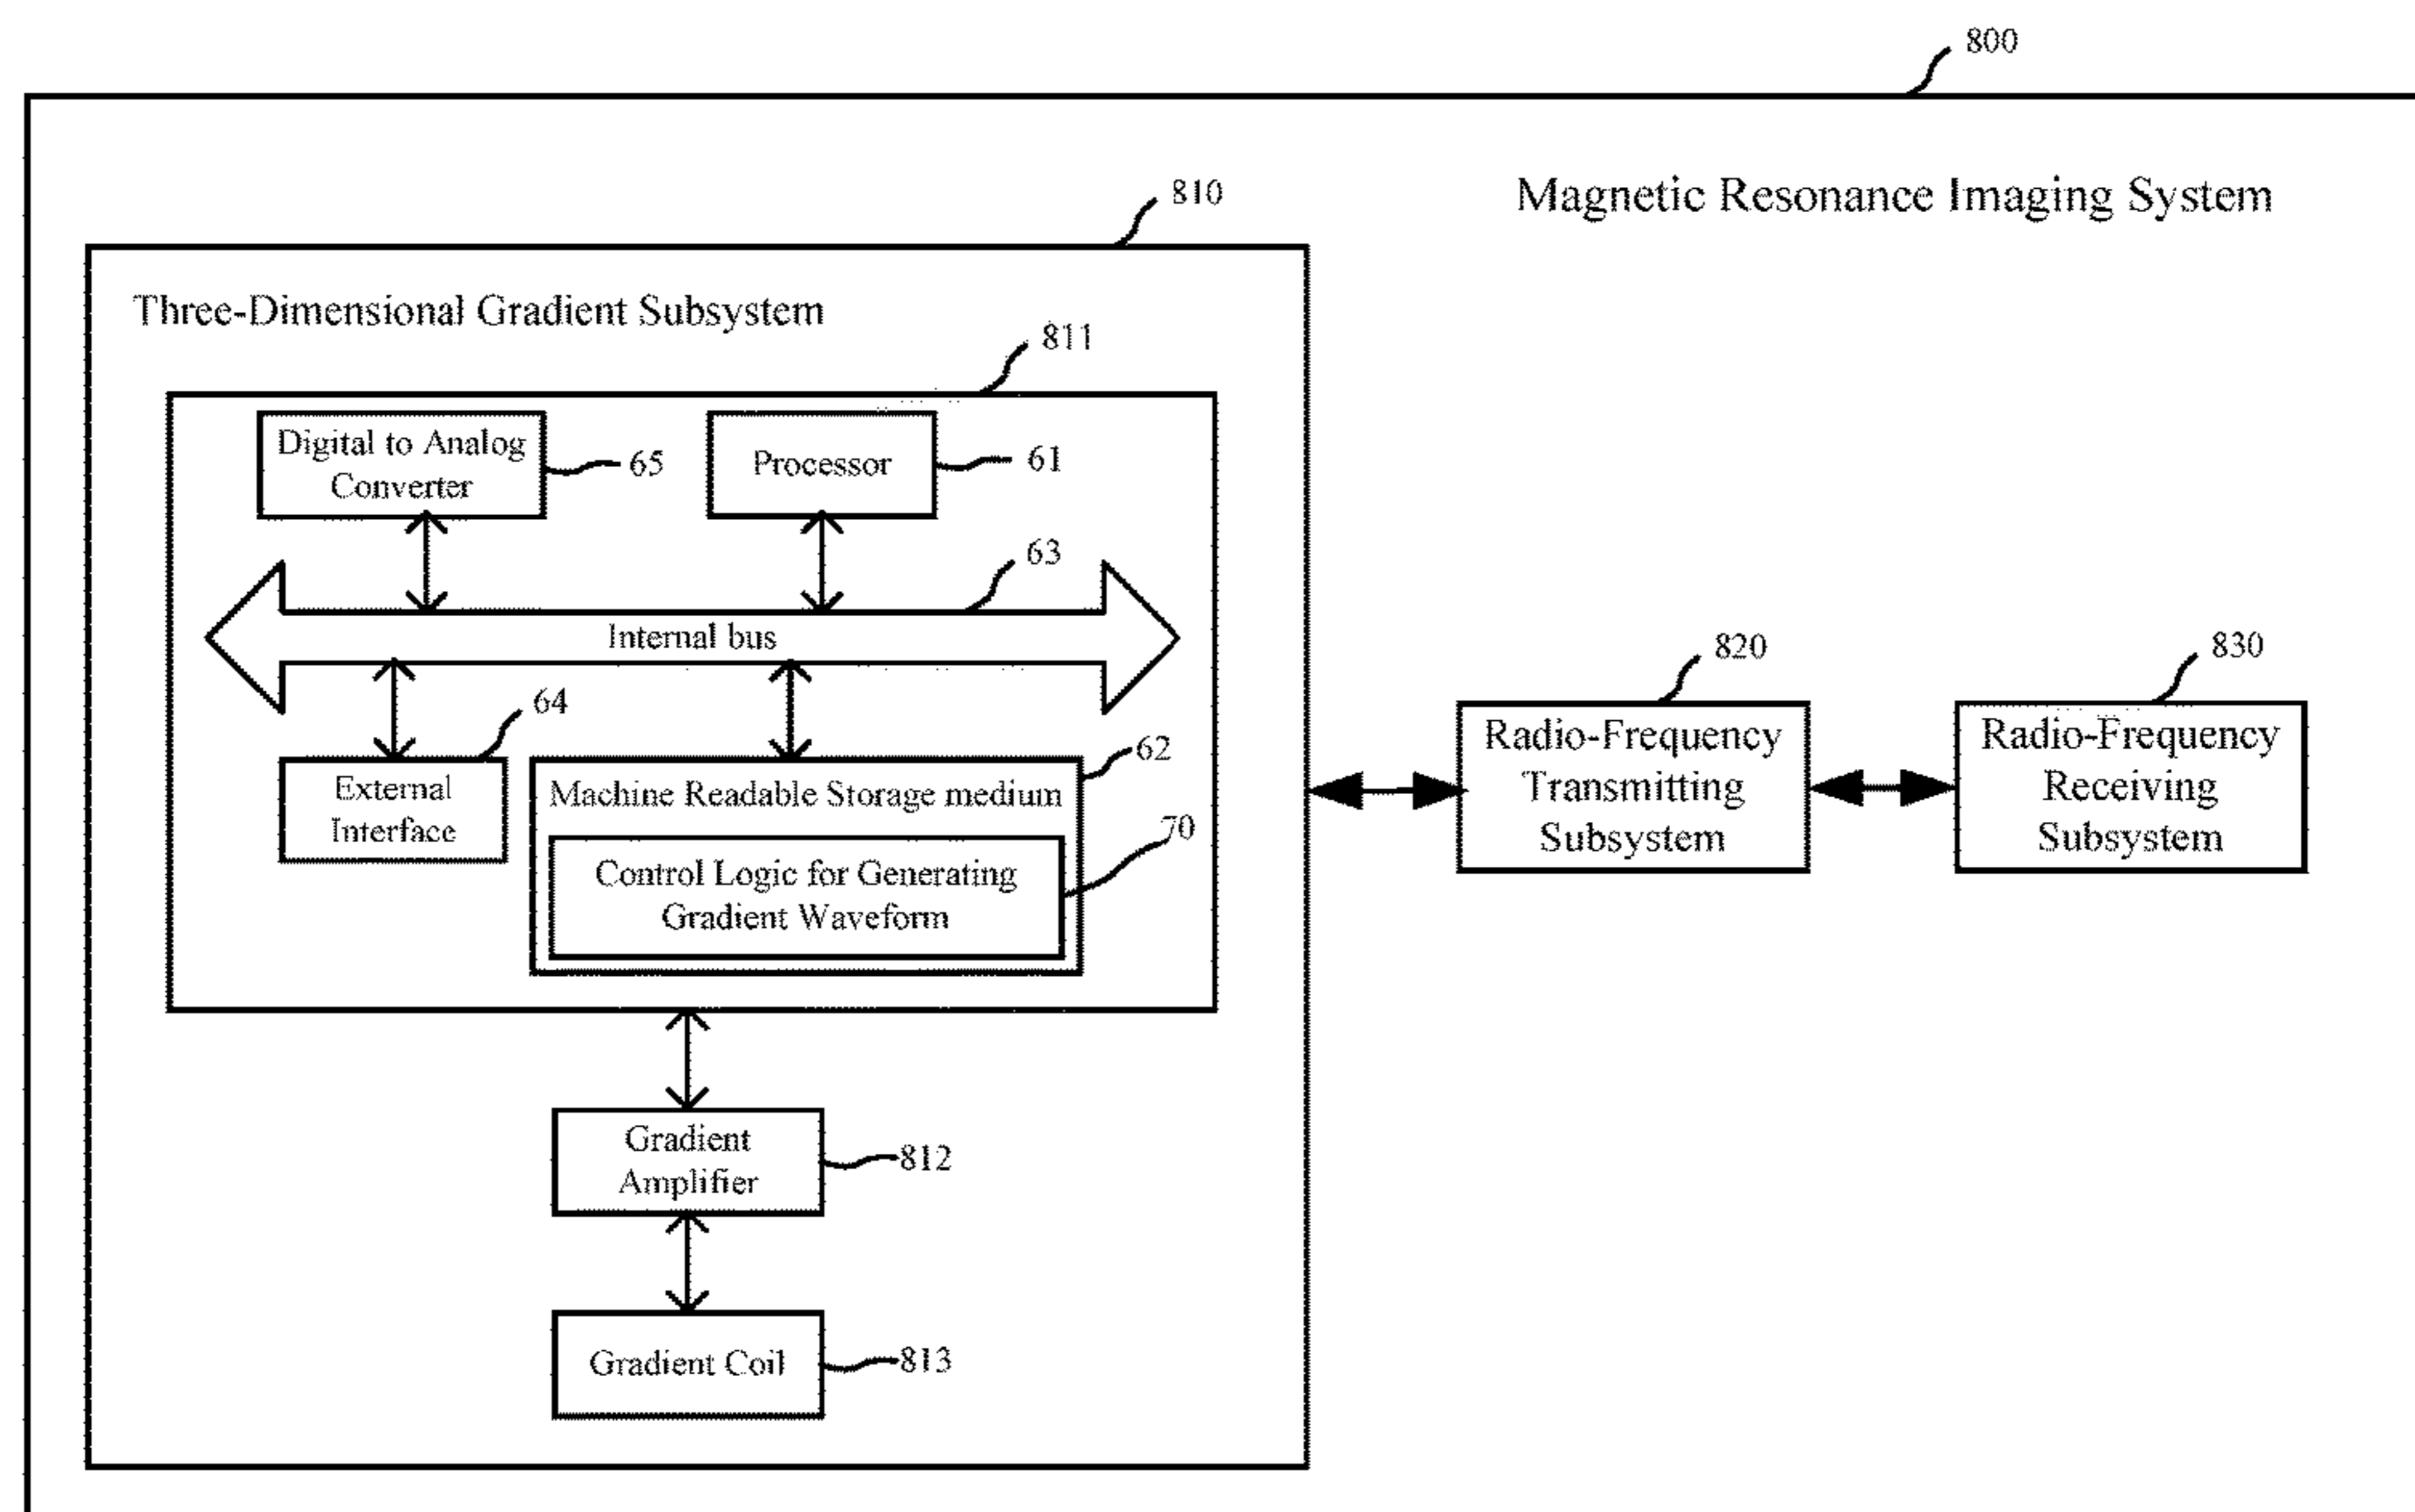 800
Magnetic Resonance Imaging System
810
Three-Dimensional Gradient Subsystem
811
Digital to Analog
Converter
65
Processor
61
63
Internal bus
64
External
Interface
62
Machine Readable Storage medium
70
Control Logic for Generating
Gradient Waveform
820
Radio-Frequency
Transmitting
Subsystem
830
Radio-Frequency
Receiving
Subsystem
Gradient
Amplifier
812
Gradient Coil
813